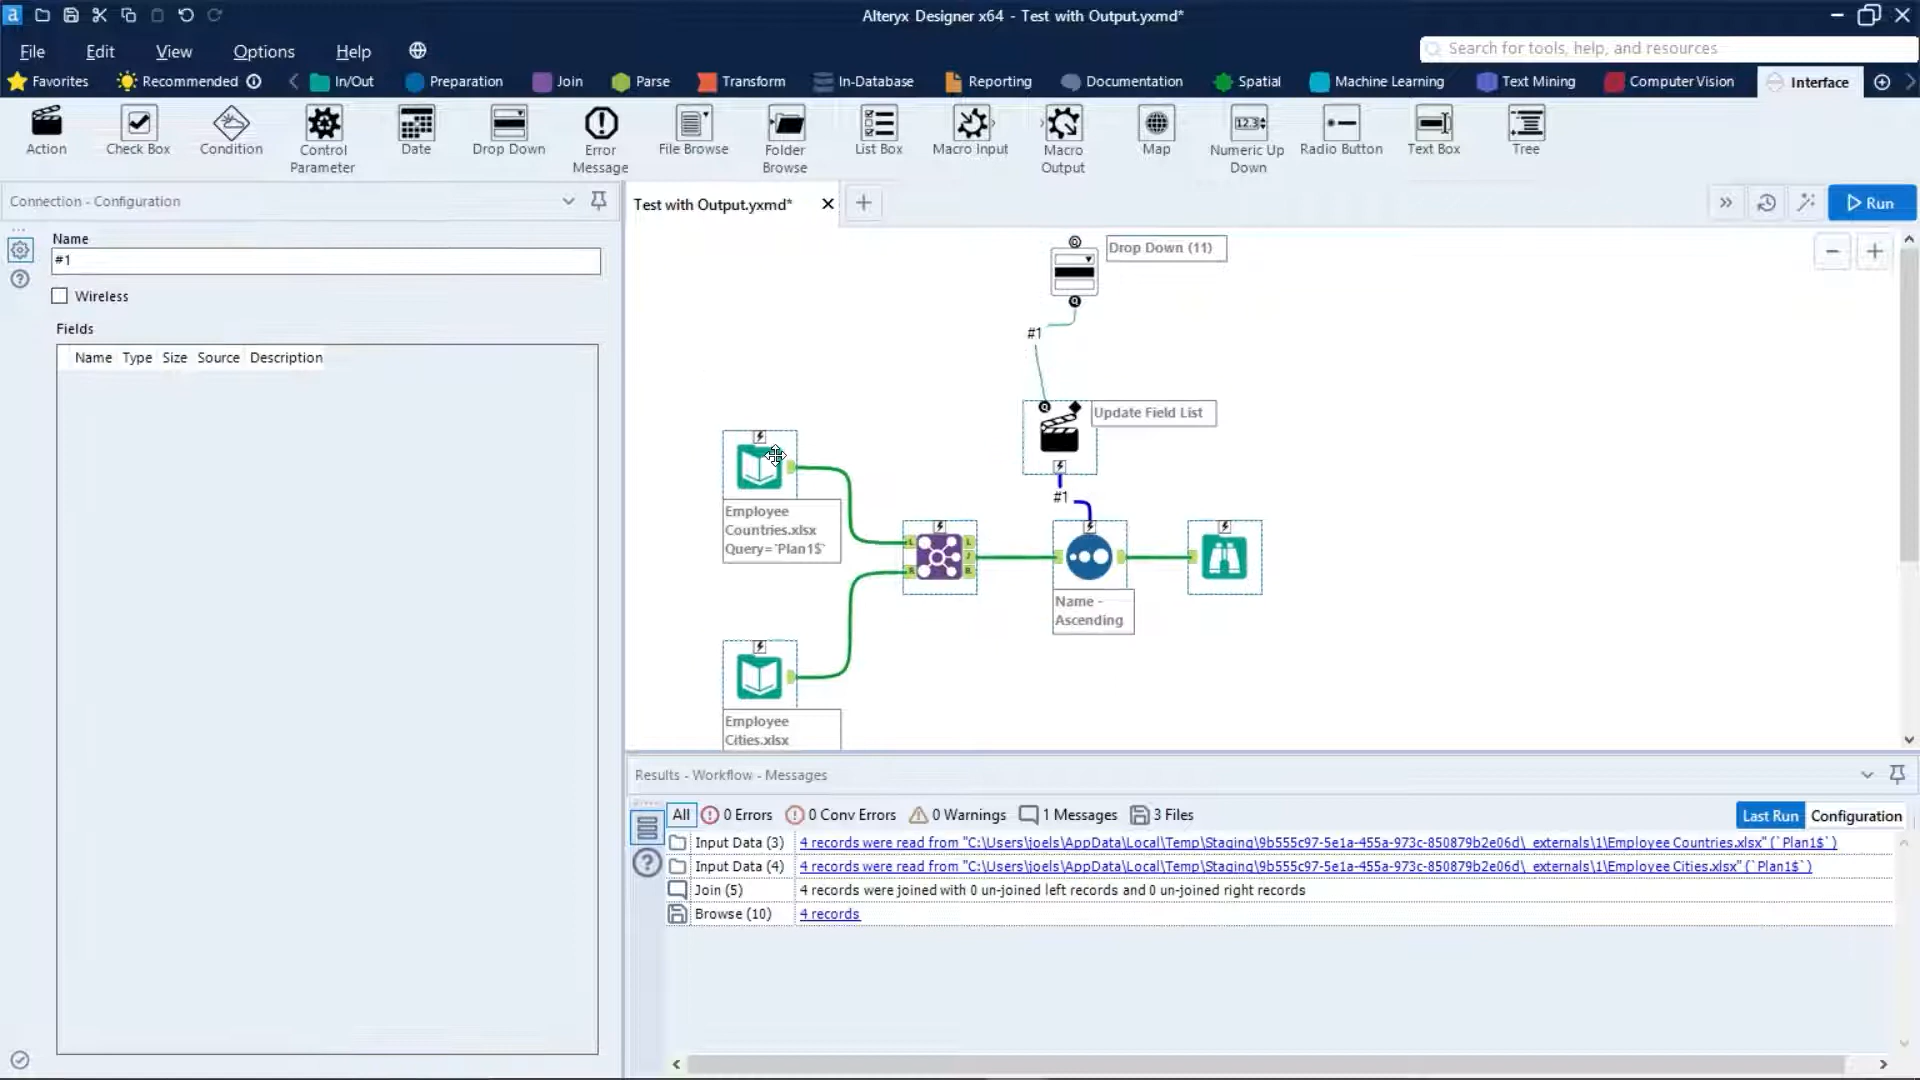 Alteryx Designer x64 - Test with Output.yxmd*
File Edit View Options Help
Search for tools, help, and resources
Favorites Recommended In/Out Preparation Join Parse Transform In-Database Reporting Documentation Spatial Machine Learning Text Mining Computer Vision Interface
Action Check Box Condition Control Parameter Date Drop Down Error Message File Browse Folder Browse List Box Macro Input Macro Output Map Numeric Up Down Radio Button Text Box Tree
Connection - Configuration
Name
#1
Wireless
Fields
Name Type Size Source Description
Test with Output.yxmd*
Run
Drop Down (11)
#1
Update Field List
#1
Employee
Countries.xlsx
Query=`Plan1$`
Name -
Ascending
Employee
Cities.xlsx
Results - Workflow - Messages
All 0 Errors 0 Conv Errors 0 Warnings 1 Messages 3 Files
Last Run Configuration
Input Data (3) 4 records were read from "C:\Users\joels\AppData\Local\Temp\Staging\9b555c97-5e1a-455a-973c-850879b2e06d\_externals\1\Employee Countries.xlsx" (`Plan1$`)
Input Data (4) 4 records were read from "C:\Users\joels\AppData\Local\Temp\Staging\9b555c97-5e1a-455a-973c-850879b2e06d\_externals\1\Employee Cities.xlsx" (`Plan1$`)
Join (5) 4 records were joined with 0 un-joined left records and 0 un-joined right records
Browse (10) 4 records